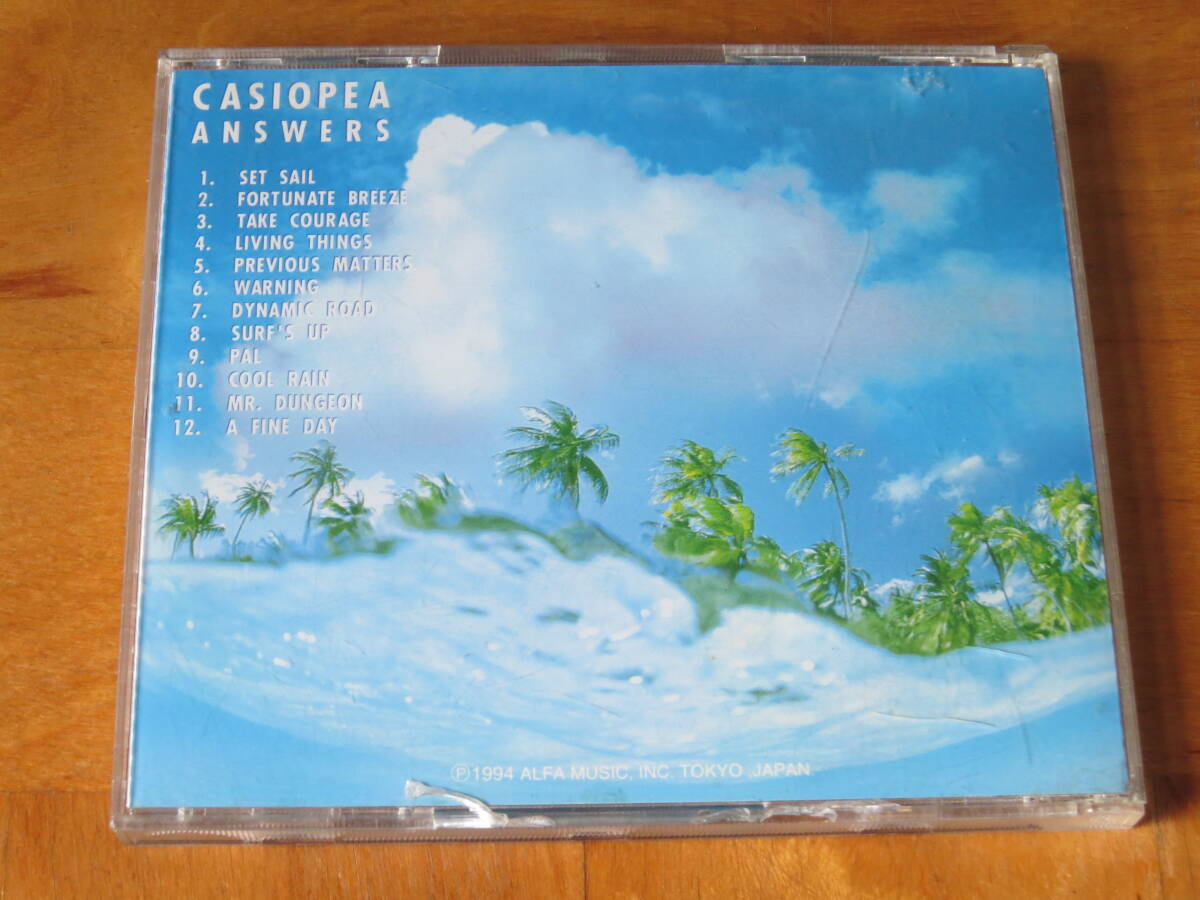 CASIOPEA
ANSWERS
1. SET SAIL
2. FORTUNATE BREEZE
3. TAKE COURAGE
4. LIVING THINGS
5. PREVIOUS MATTERS
6. WARNING
7. DYNAMIC ROAD
8. SURF'S UP
9. PAL
10. COOL RAIN
11. MR. DUNGEON
12. A FINE DAY
Ⓟ1994 ALFA MUSIC. INC. TOKYO JAPAN.